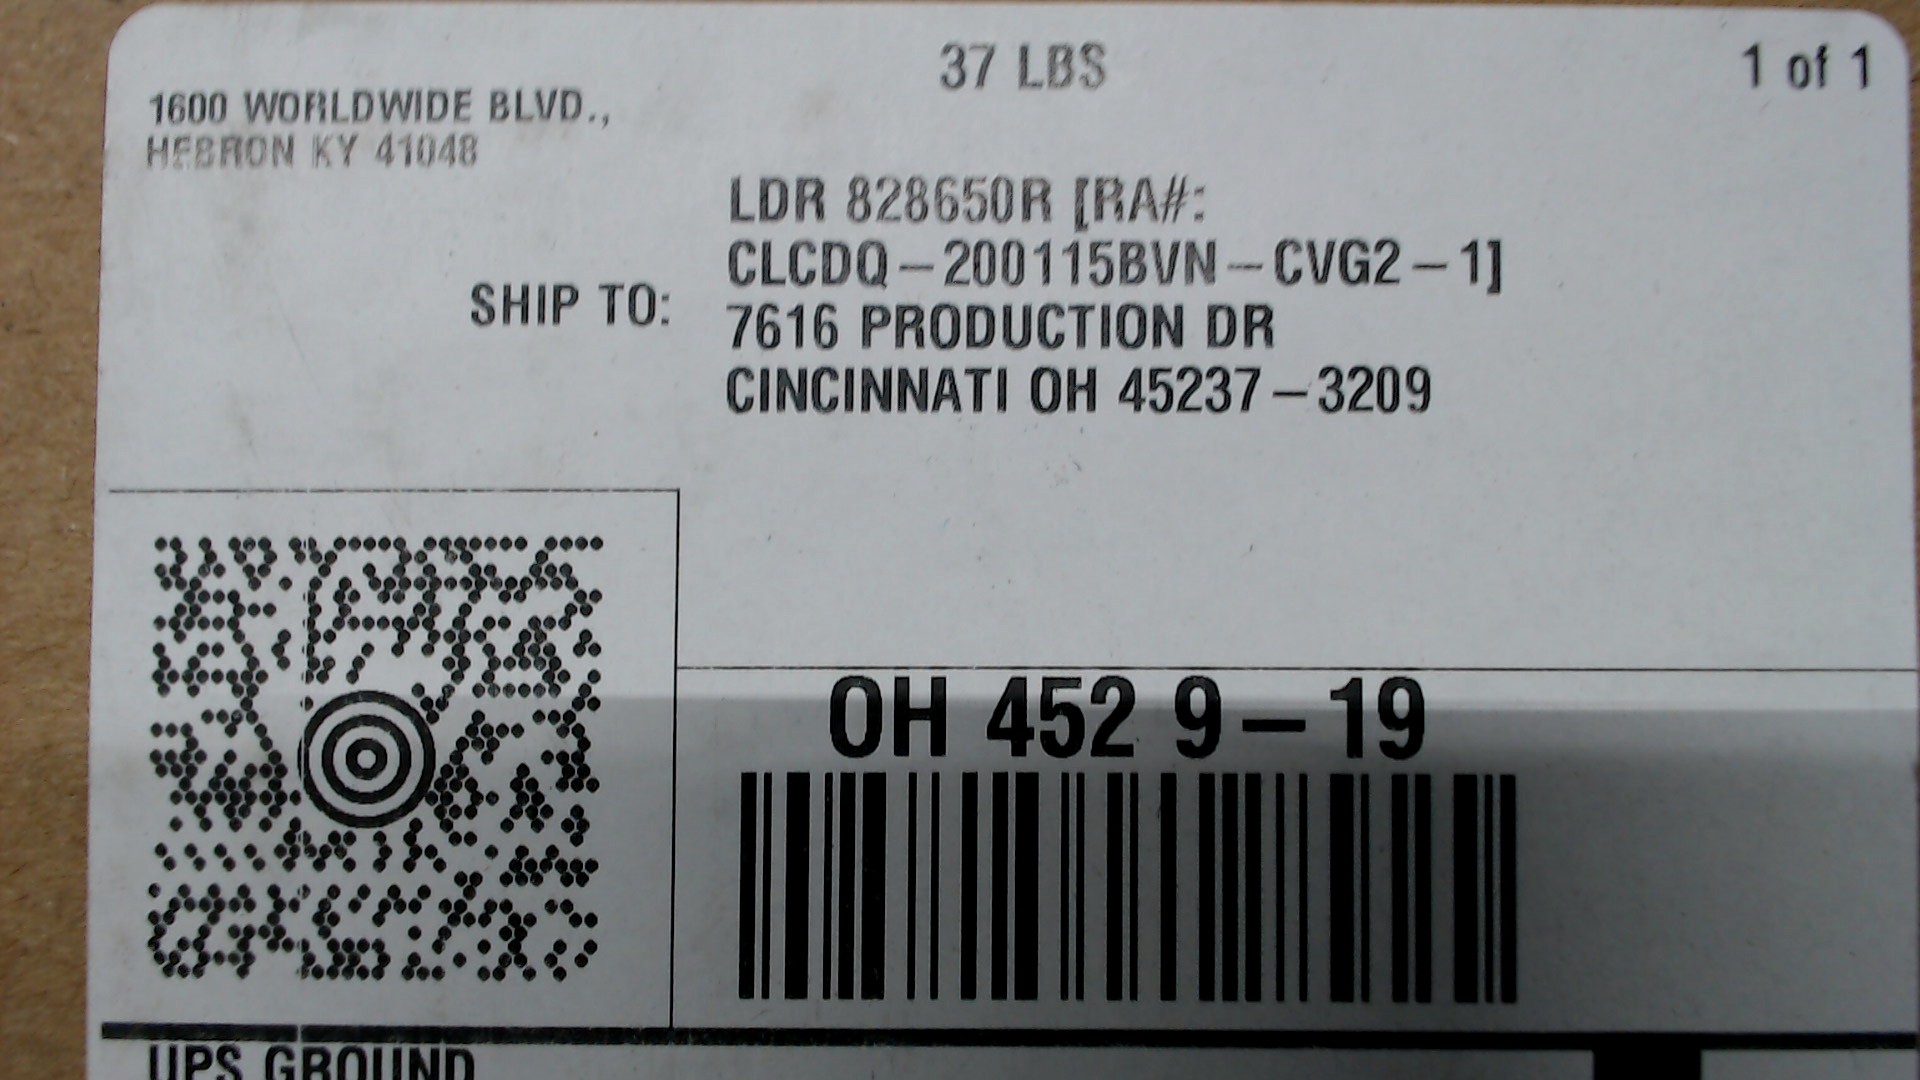 37 LBS
1 of 1
1600 WORLDWIDE BLVD.,
HEBRON KY 41048
SHIP TO:
LDR 828650R [RA#:
CLCDQ-200115BVN-CVG2-1]
7616 PRODUCTION DR
CINCINNATI OH 45237-3209
OH 452 9-19
UPS GROUND